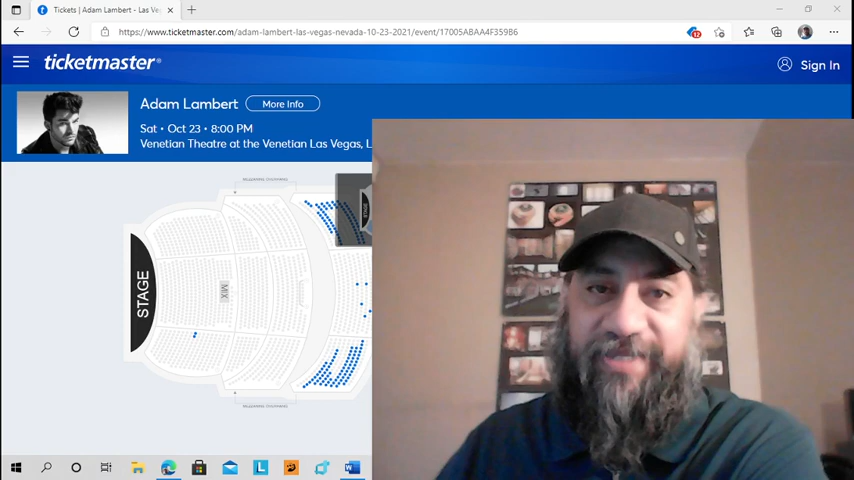 Tickets | Adam Lambert - Las Veg
https://www.ticketmaster.com/adam-lambert-las-vegas-nevada-10-23-2021/event/17005ABAA4F359B6
12
ticketmaster®
Sign In
Adam Lambert
More Info
Sat • Oct 23 • 8:00 PM
Venetian Theatre at the Venetian Las Vegas, L
STAGE
MIX
STAGE
L
W